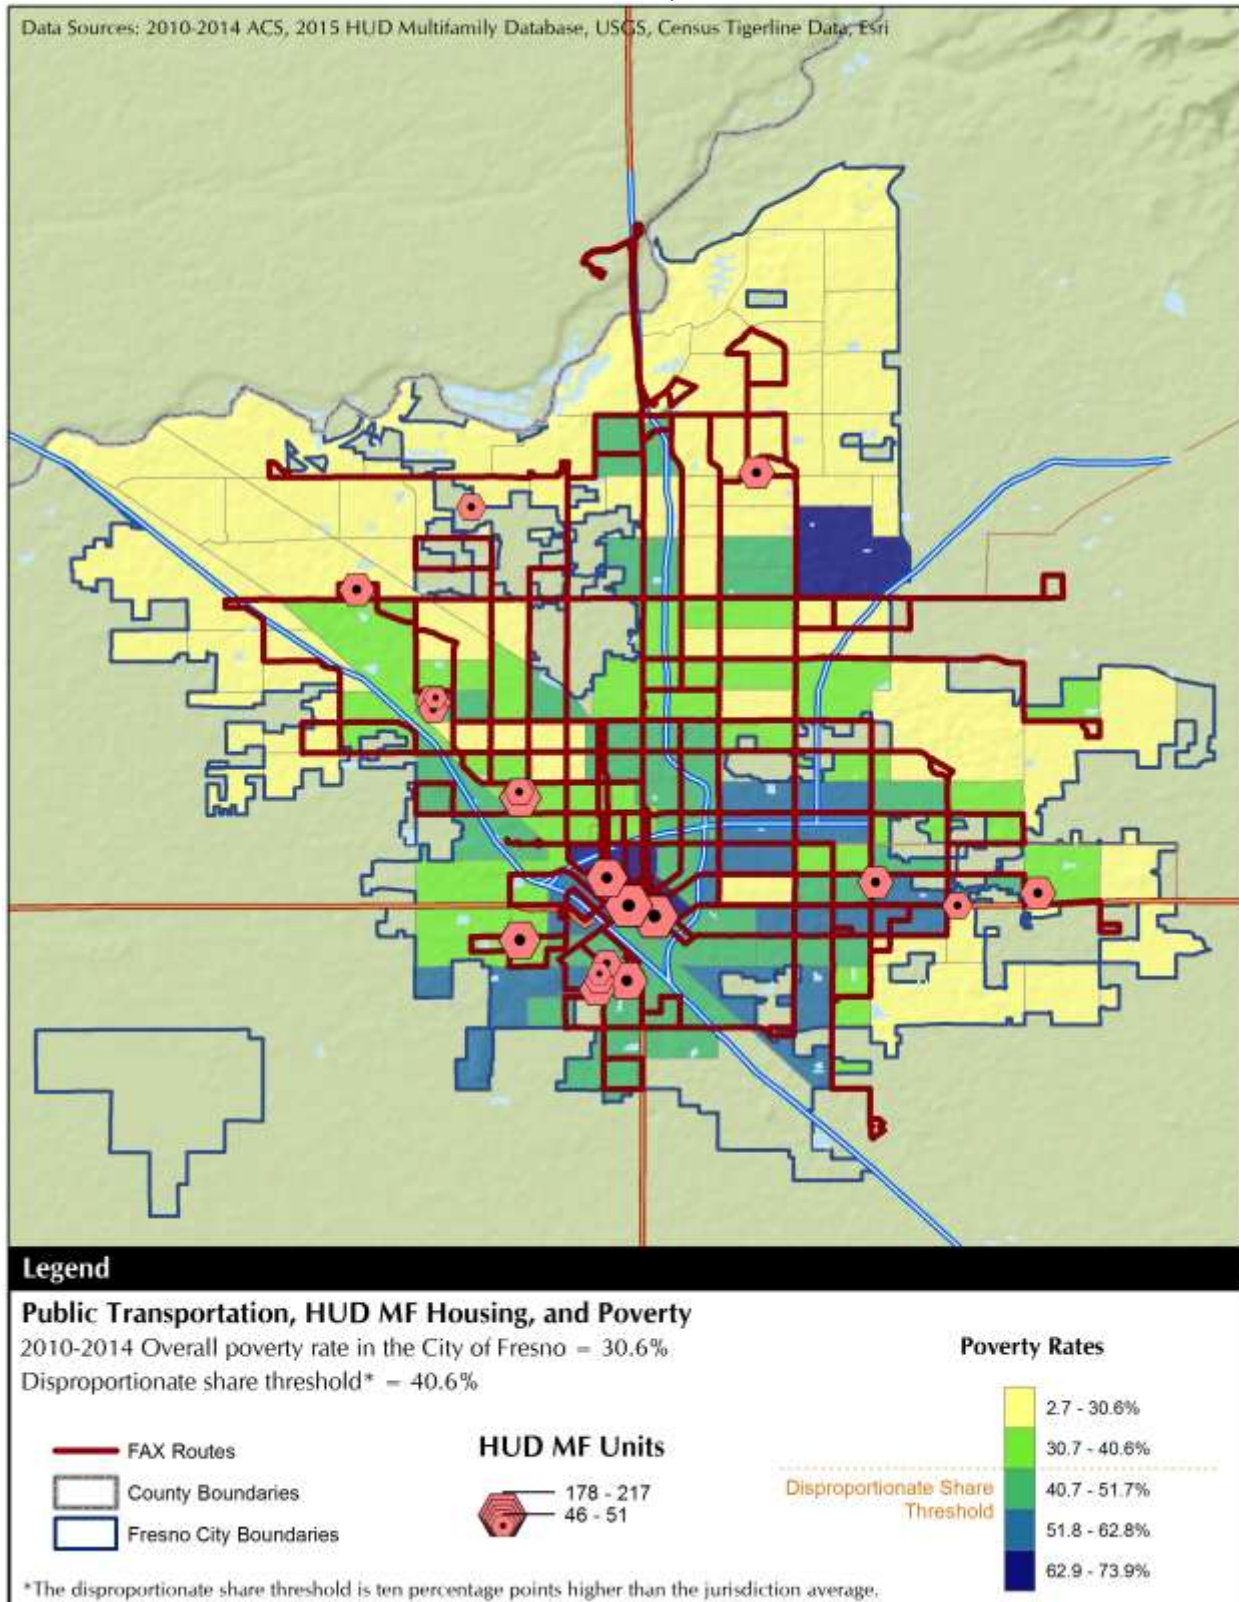 Data Sources: 2010-2014 ACS, 2015 HUD Multifamily Database, USGS, Census Tigerline Data, Esri
Legend
Public Transportation, HUD MF Housing, and Poverty
2010-2014 Overall poverty rate in the City of Fresno = 30.6%
Disproportionate share threshold* = 40.6%
FAX Routes
County Boundaries
Fresno City Boundaries
HUD MF Units
178 - 217
46 - 51
Poverty Rates
2.7 - 30.6%
30.7 - 40.6%
Disproportionate Share
Threshold
40.7 - 51.7%
51.8 - 62.8%
62.9 - 73.9%
*The disproportionate share threshold is ten percentage points higher than the jurisdiction average.